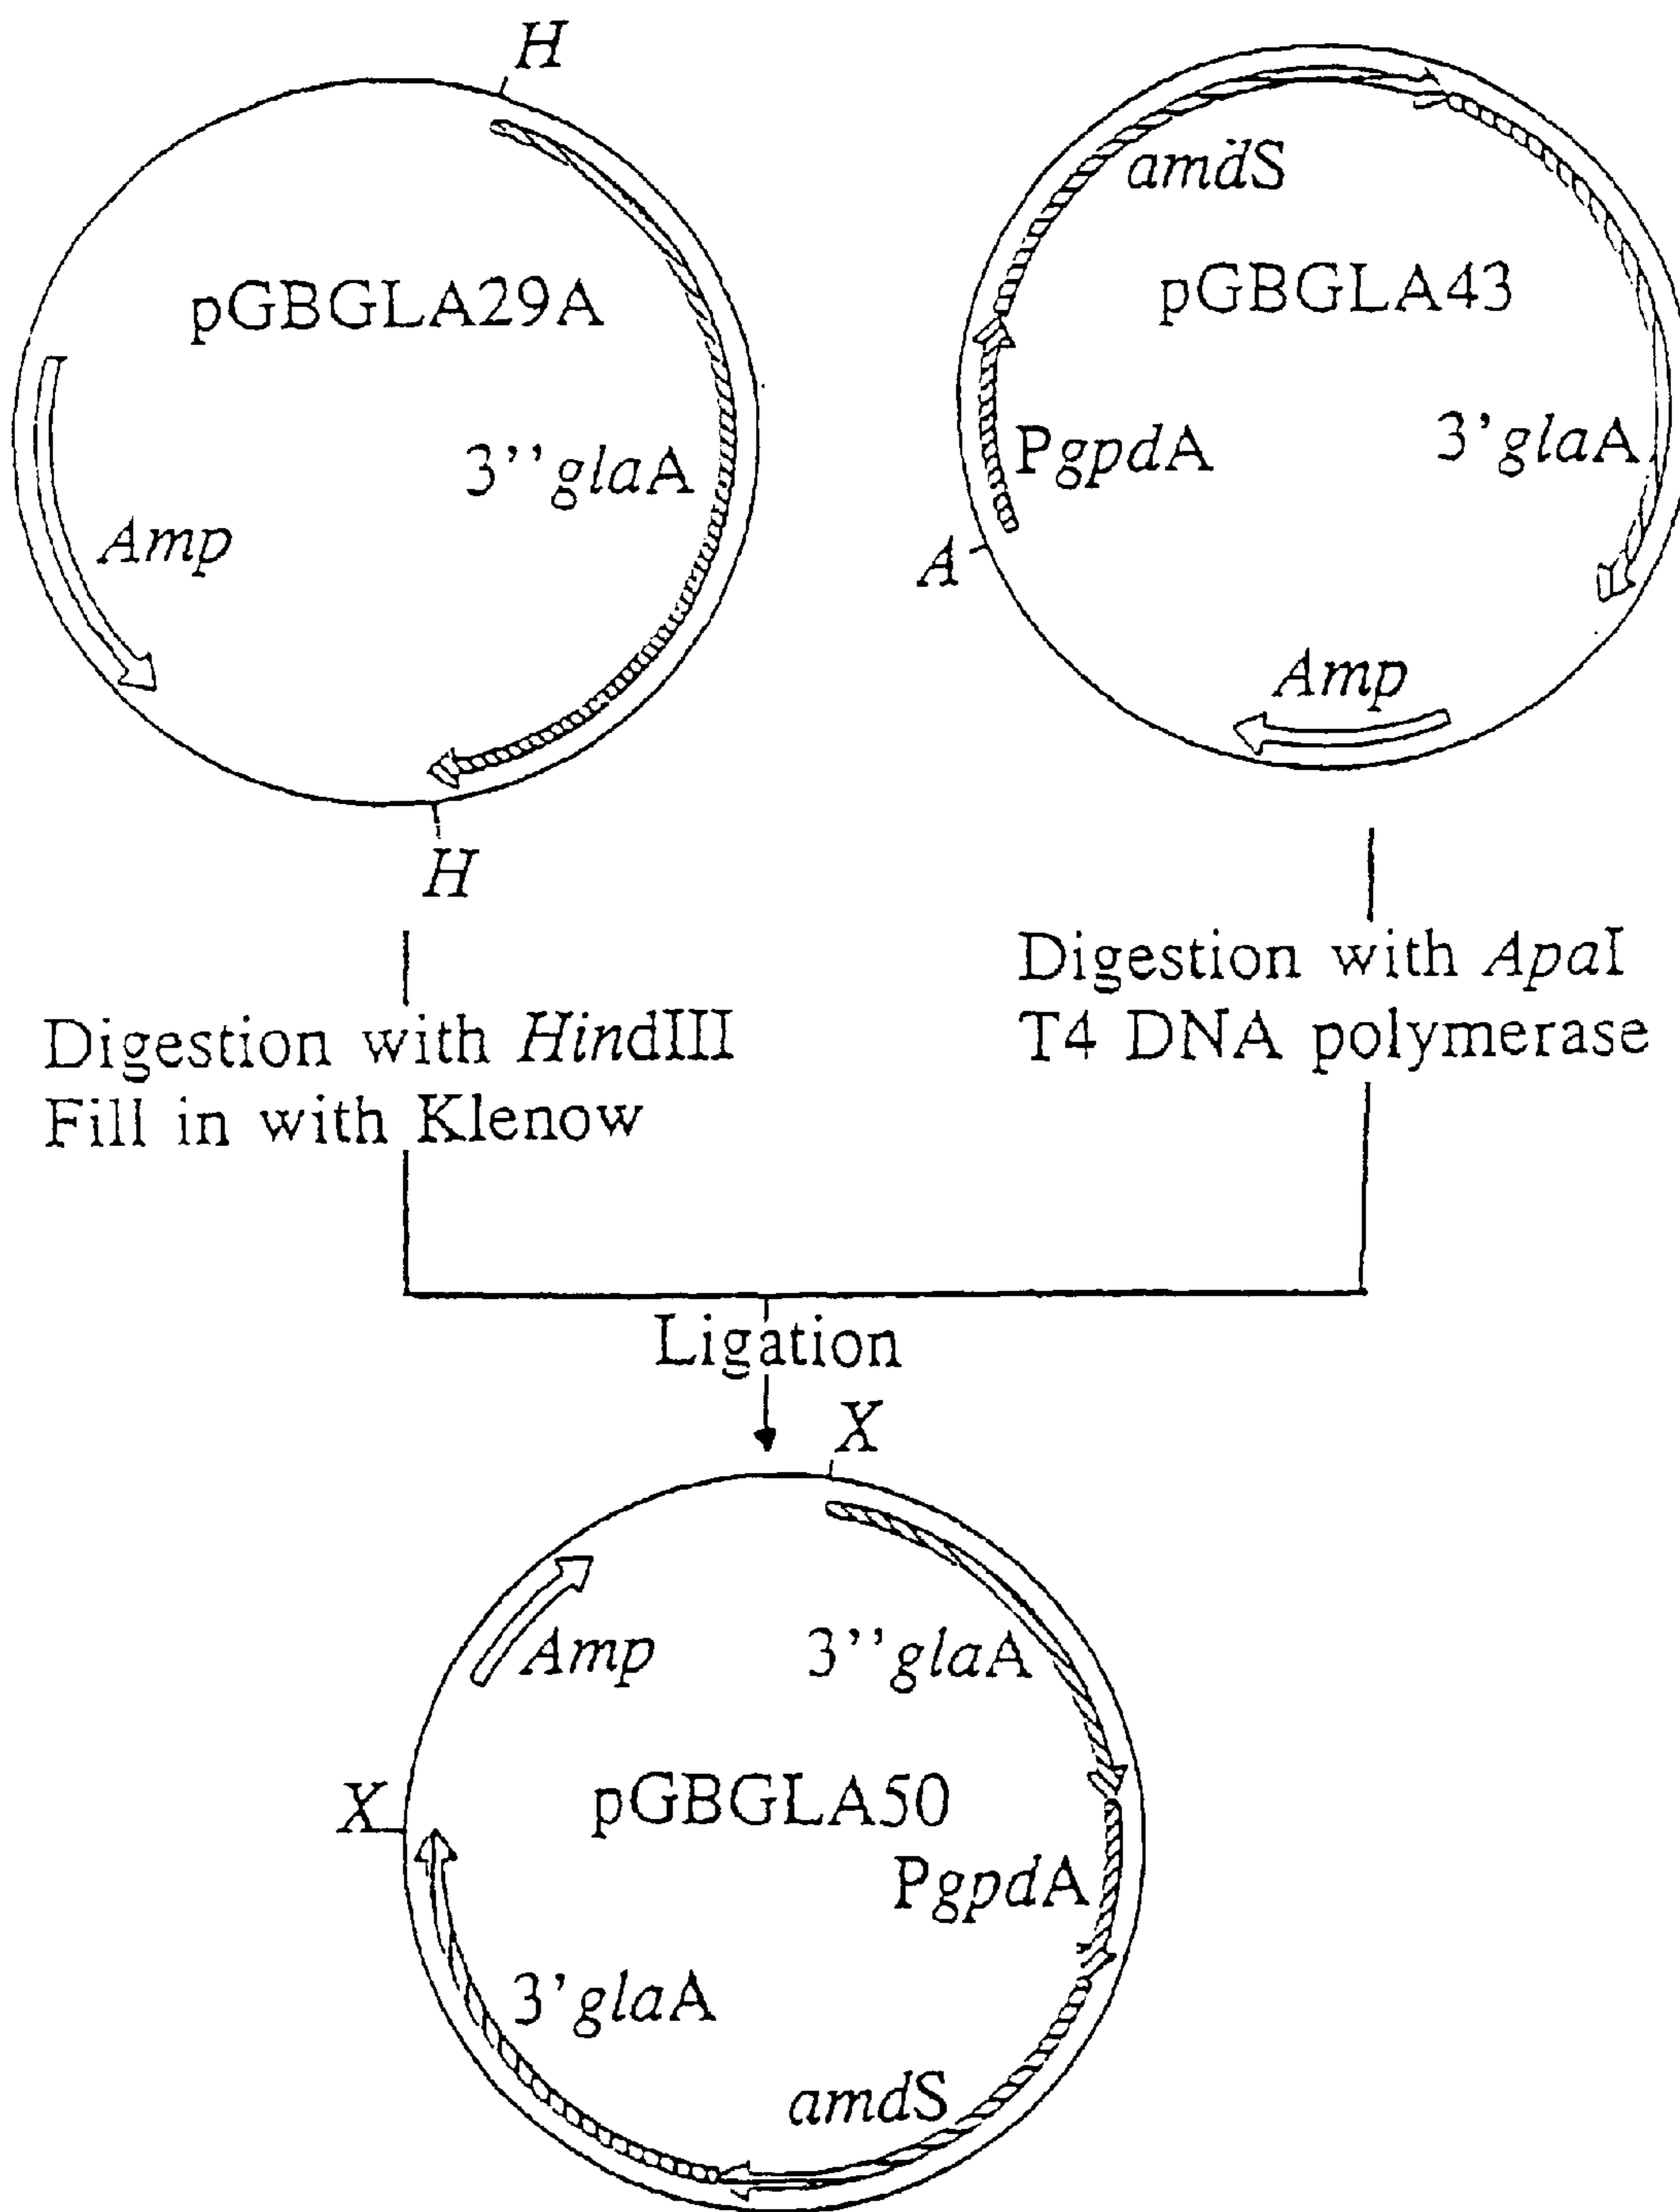 H
pGBGLA29A
3’’glaA
Amp
H
amdS
pGBGLA43
PgpdA
3’glaA
A
Amp
Digestion with HindIII
Fill in with Klenow
Digestion with ApaI
T4 DNA polymerase
Ligation
X
Amp
3’’glaA
X
pGBGLA50
PgpdA
3’glaA
amdS